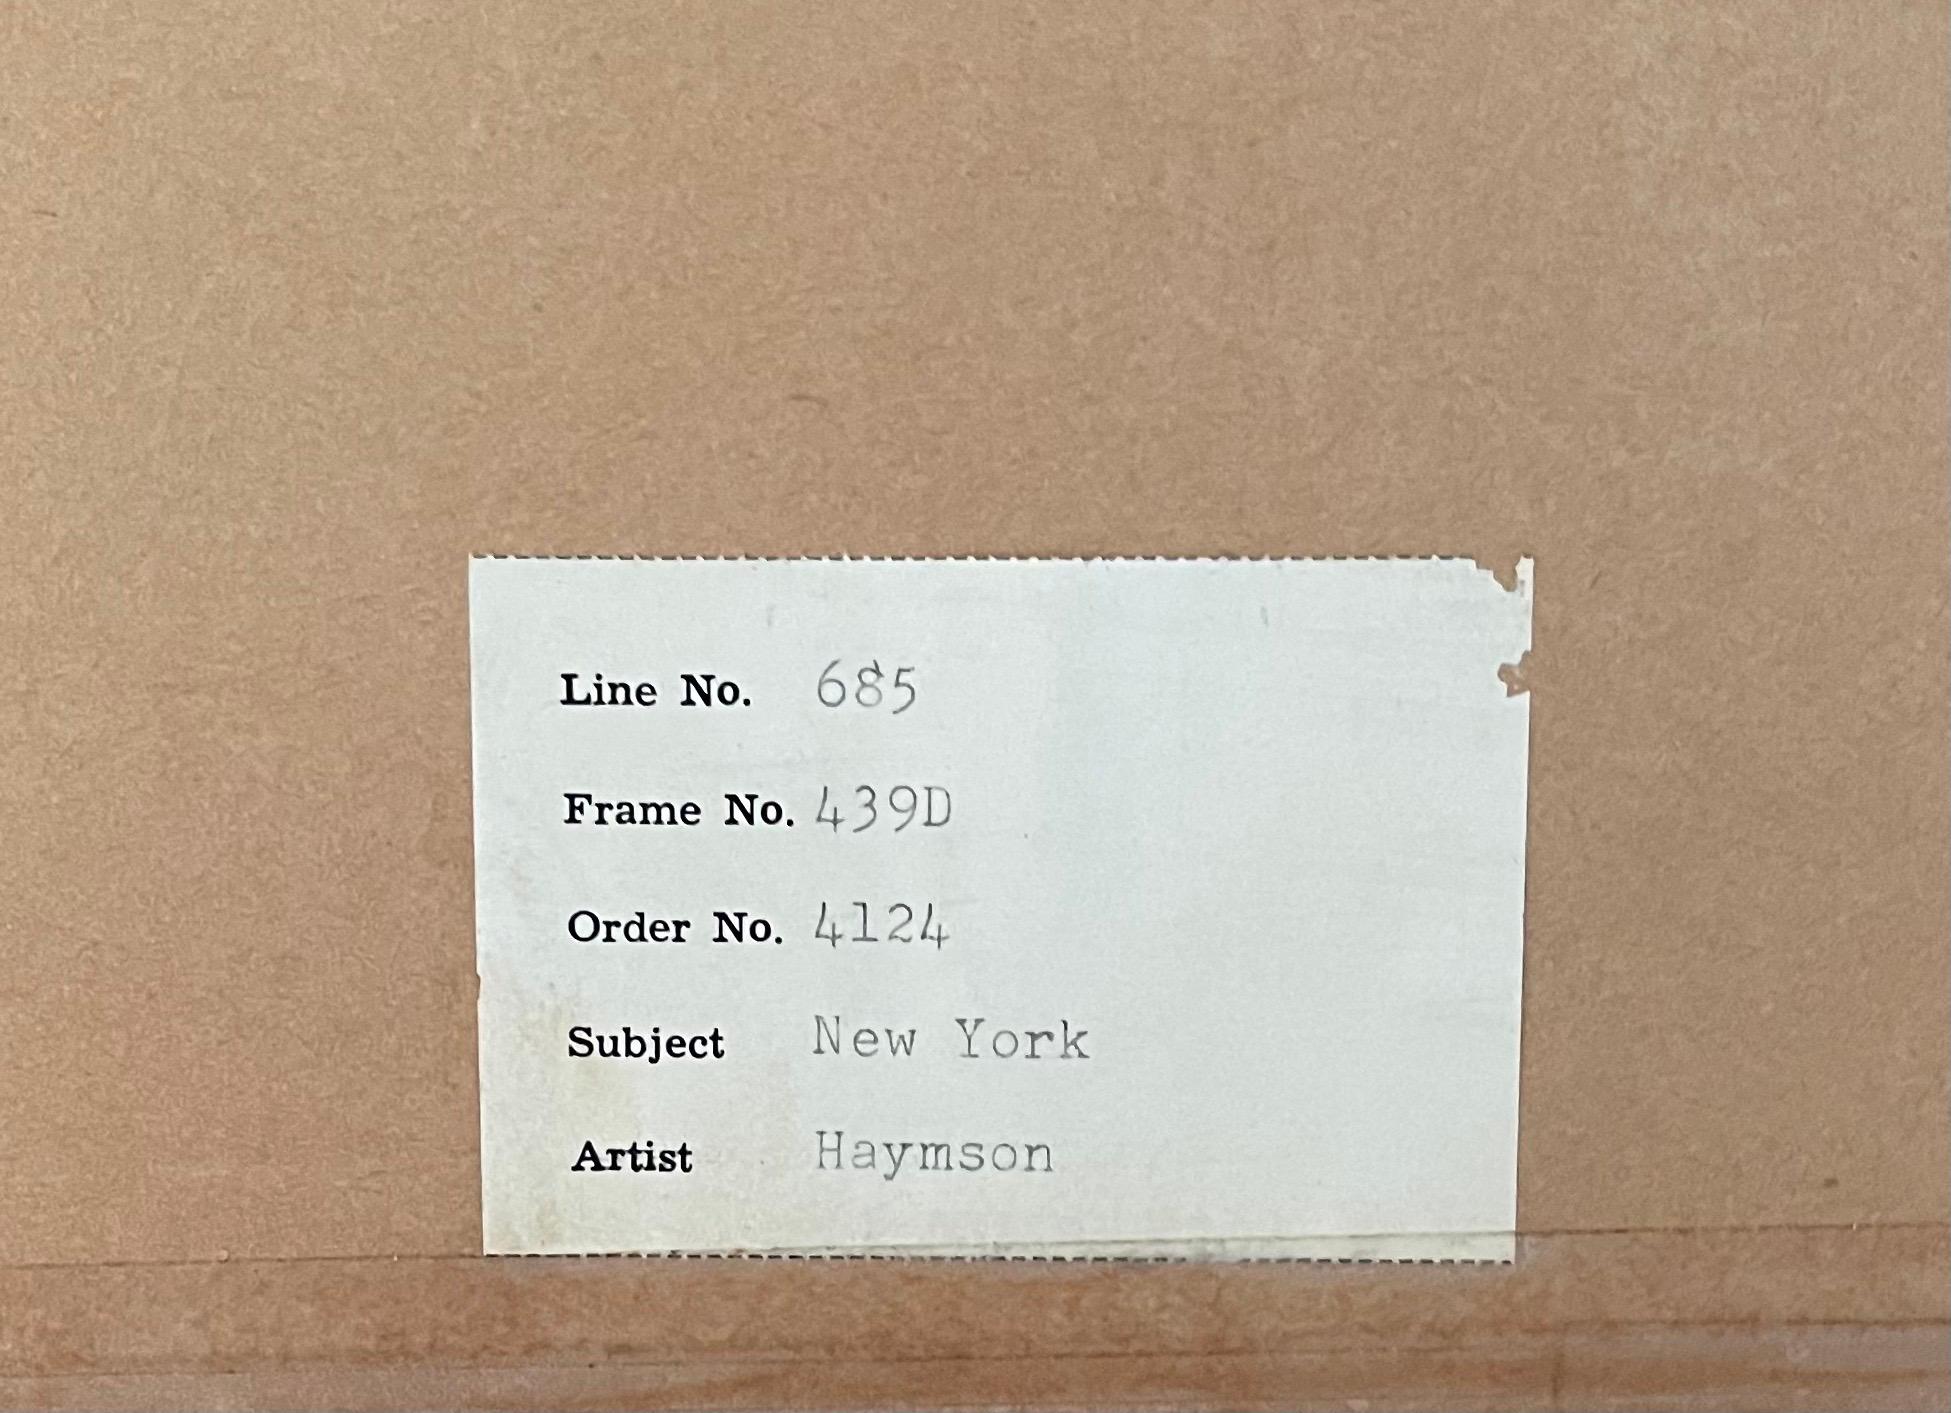 Line No. 685
Frame No. 439D
Order No. 4124
Subject New York
Artist Haymson